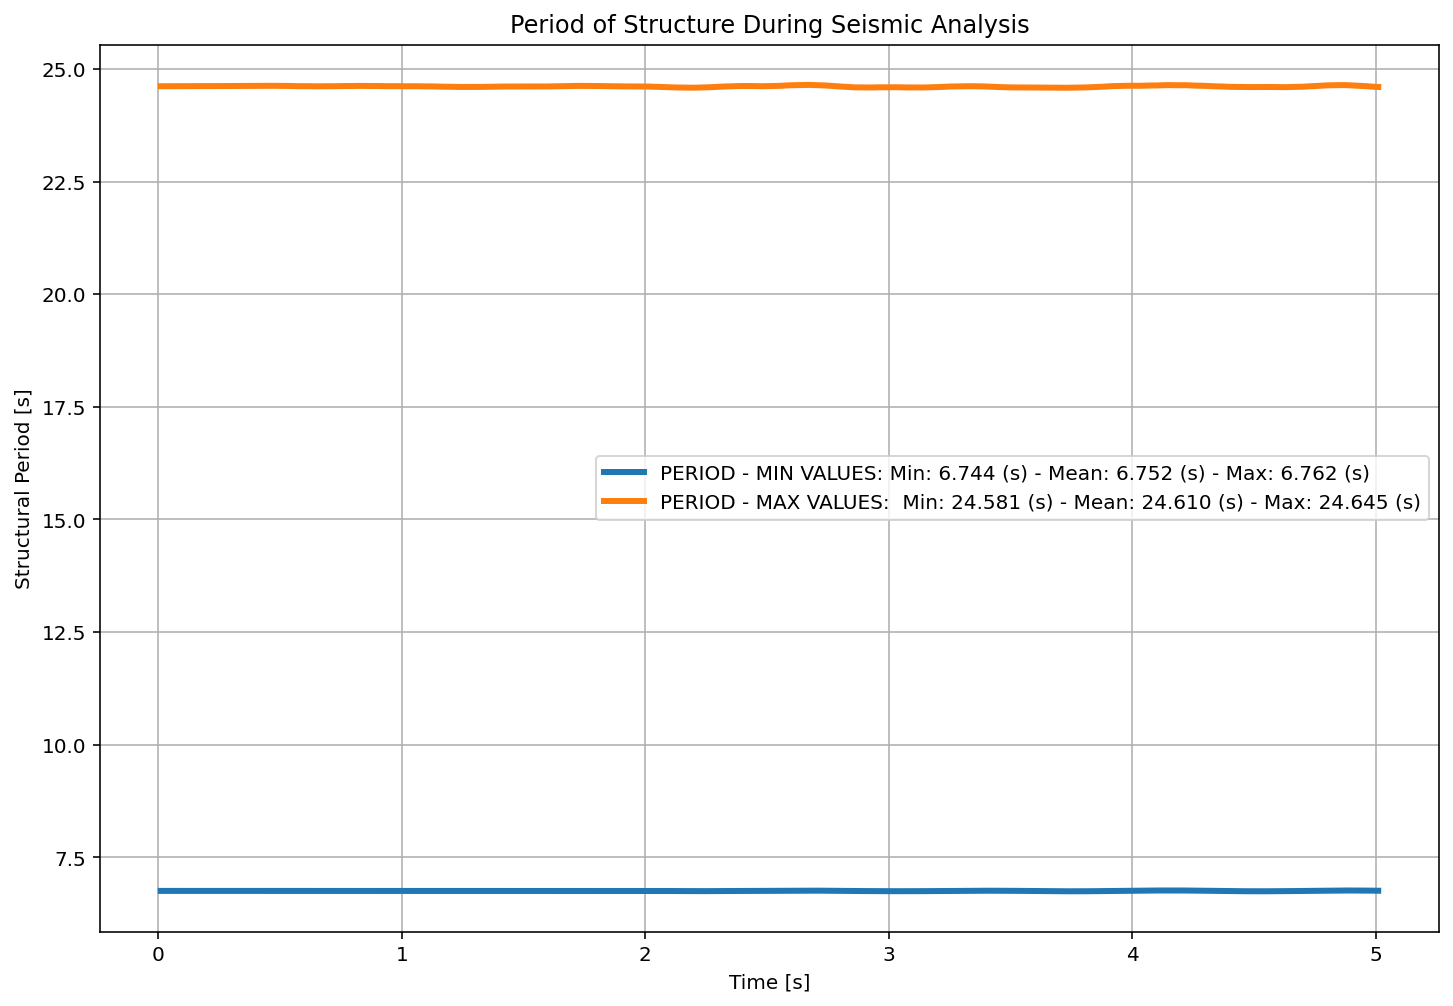 Period of Structure During Seismic Analysis
25.0
22.5
20.0
17.5
15.0
12.5
10.0
7.5
Structural Period [s]
PERIOD - MIN VALUES: Min: 6.744 (s) - Mean: 6.752 (s) - Max: 6.762 (s)
PERIOD - MAX VALUES:  Min: 24.581 (s) - Mean: 24.610 (s) - Max: 24.645 (s)
0 1 2 3 4 5
Time [s]